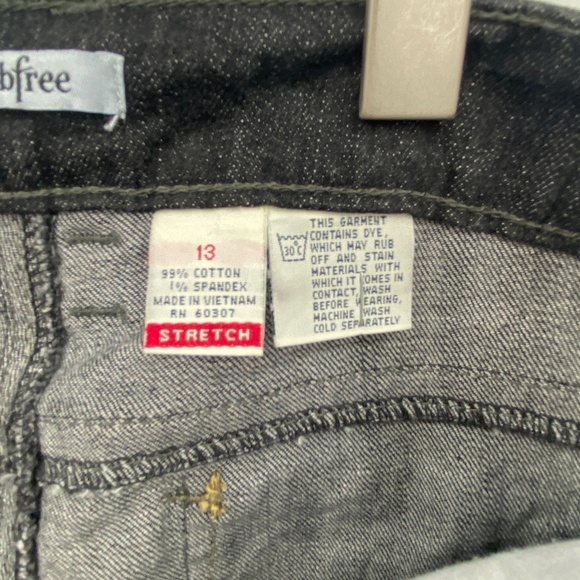 bfree
13
99% COTTON
1% SPANDEX
MADE IN VIETNAM
RN 60307
STRETCH
30°C
THIS GARMENT
CONTAINS DYE,
WHICH MAY RUB
OFF AND STAIN
MATERIALS WITH
WHICH IT COMES IN
CONTACT, WASH
BEFORE WEARING,
MACHINE WASH
COLD SEPARATELY